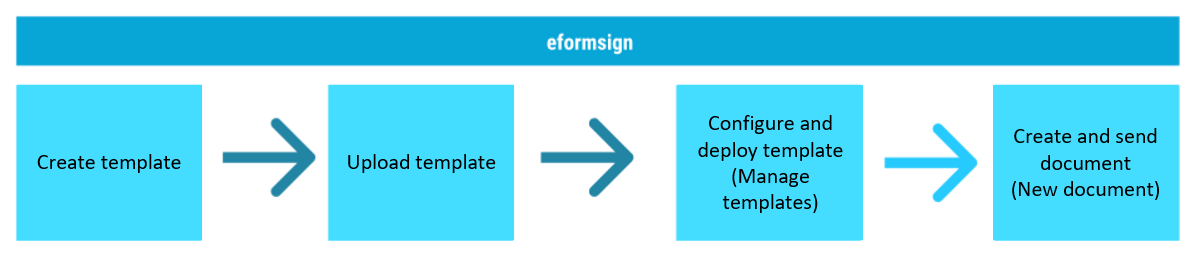 eformsign
Create template
Upload template
Configure and
deploy template
(Manage
templates)
Create and send
document
(New document)